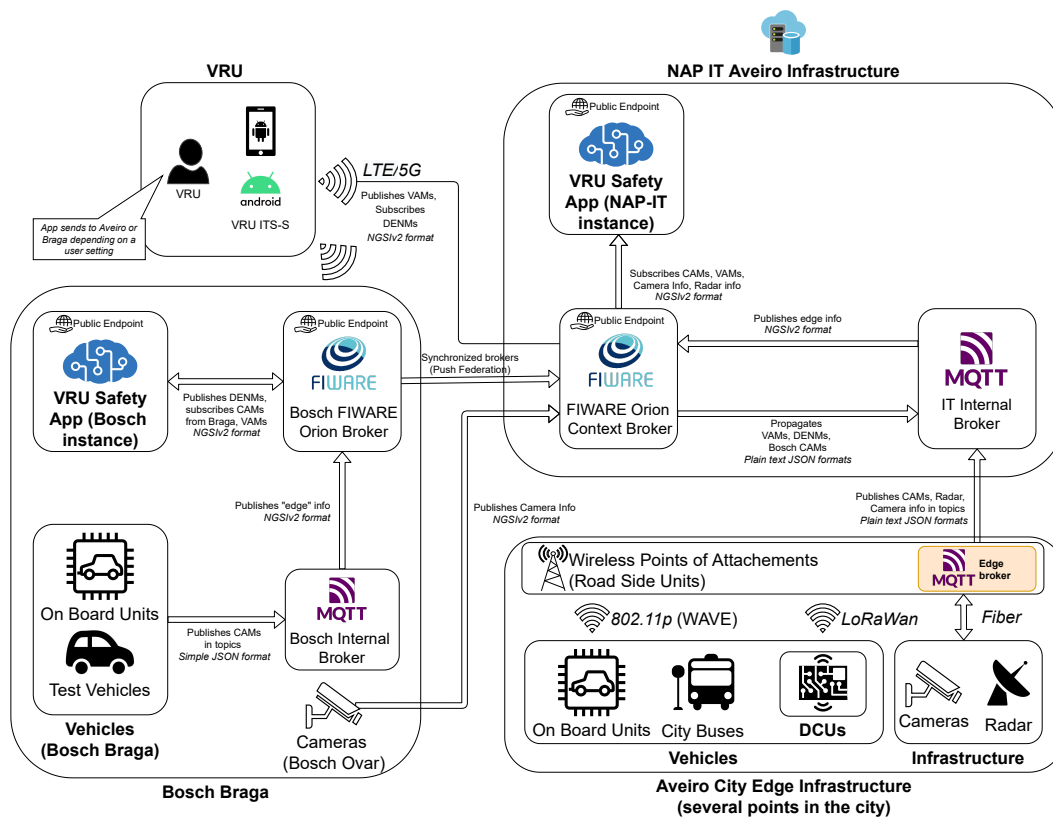 VRU
VRU
android
VRU ITS-S
App sends to Aveiro or
Braga depending on a
user setting
LTE/5G
Publishes VAMs,
Subscribes
DENMs
NGSIv2 format
NAP IT Aveiro Infrastructure
Public Endpoint
VRU Safety
App (NAP-IT
instance)
Subscribes CAMs, VAMs,
Camera Info, Radar info
NGSIv2 format
Public Endpoint
FIWARE
FIWARE Orion
Context Broker
Publishes edge info
NGSIv2 format
MQTT
IT Internal
Broker
Propagates
VAMs, DENMs,
Bosch CAMs
Plain text JSON formats
Public Endpoint
VRU Safety
App (Bosch
instance)
Publishes DENMs,
subscribes CAMs
from Braga, VAMs
NGSIv2 format
Public Endpoint
FIWARE
Bosch FIWARE
Orion Broker
Synchronized brokers
(Push Federation)
Publishes "edge" info
NGSIv2 format
Publishes Camera Info
NGSIv2 format
Publishes CAMs, Radar,
Camera info in topics
Plain text JSON formats
On Board Units
Test Vehicles
Vehicles
(Bosch Braga)
Publishes CAMs
in topics
Simple JSON format
MQTT
Bosch Internal
Broker
Cameras
(Bosch Ovar)
Bosch Braga
Wireless Points of Attachements
(Road Side Units)
MQTT
Edge
broker
802.11p (WAVE)
LoRaWan
Fiber
On Board Units
City Buses
DCUs
Vehicles
Cameras
Radar
Infrastructure
Aveiro City Edge Infrastructure
(several points in the city)